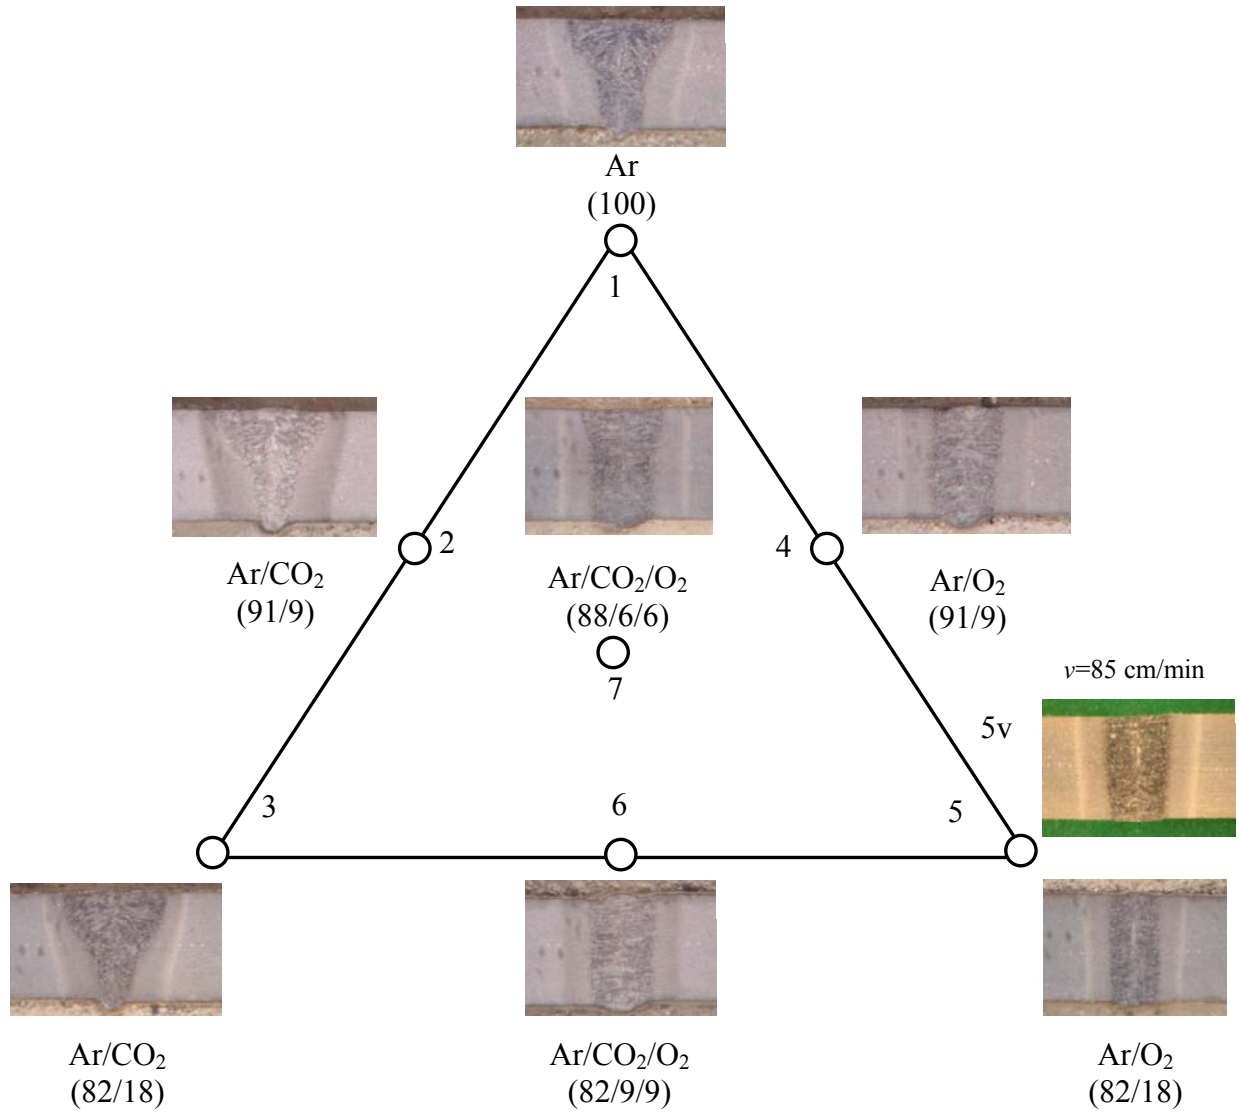 Ar
(100)
1
2
4
Ar/CO₂
(91/9)
Ar/CO₂/O₂
(88/6/6)
Ar/O₂
(91/9)
7
v=85 cm/min
5v
3
6
5
Ar/CO₂
(82/18)
Ar/CO₂/O₂
(82/9/9)
Ar/O₂
(82/18)